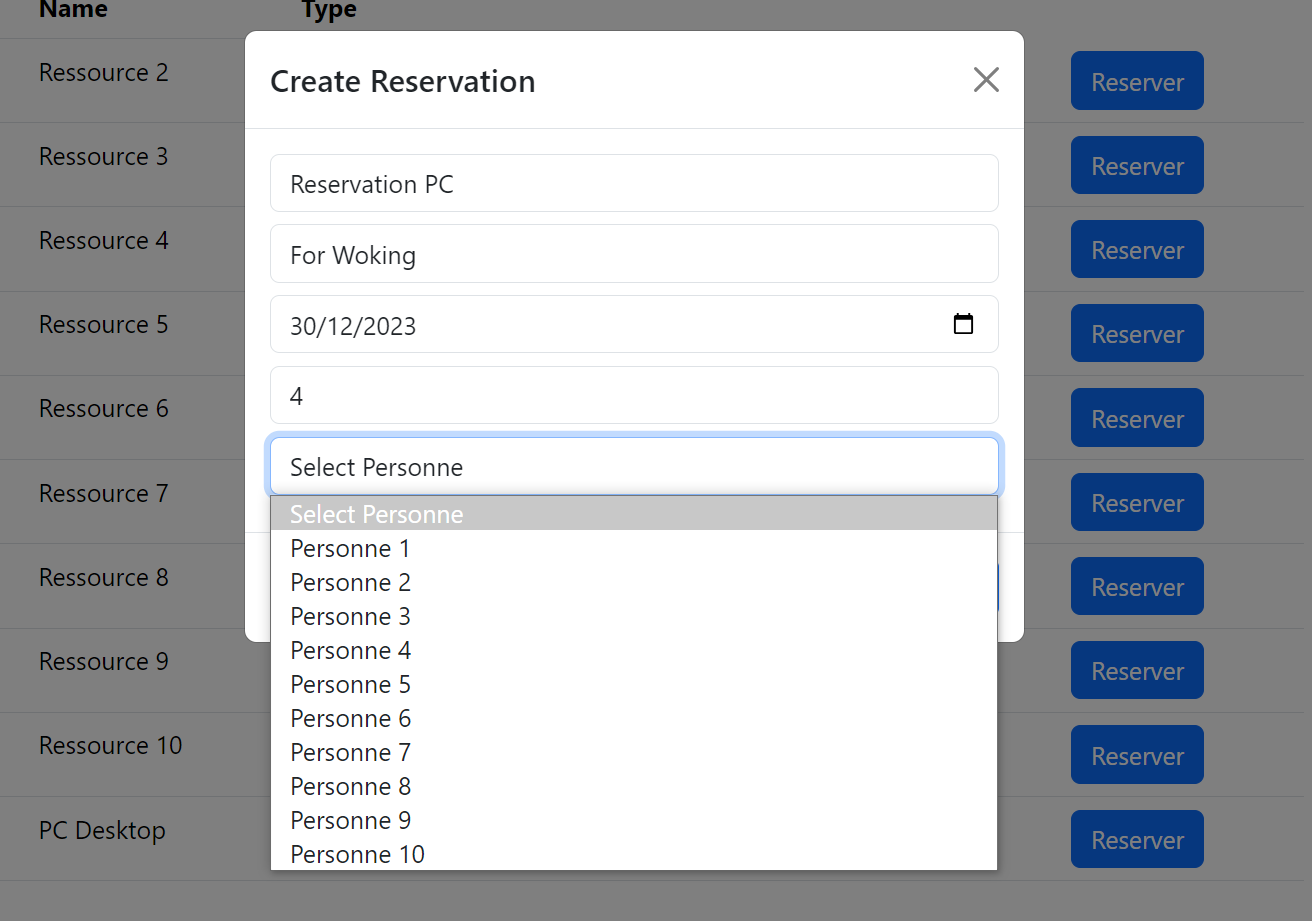 Name Type
Create Reservation
Ressource 2 Reserver
Ressource 3 Reserver
Reservation PC
Ressource 4 Reserver
For Woking
Ressource 5 Reserver
30/12/2023
Ressource 6 Reserver
4
Ressource 7 Reserver
Select Personne
Select Personne
Personne 1
Ressource 8 Reserver
Personne 2
Personne 3
Ressource 9 Reserver
Personne 4
Personne 5
Personne 6
Ressource 10 Reserver
Personne 7
Personne 8
PC Desktop Reserver
Personne 9
Personne 10